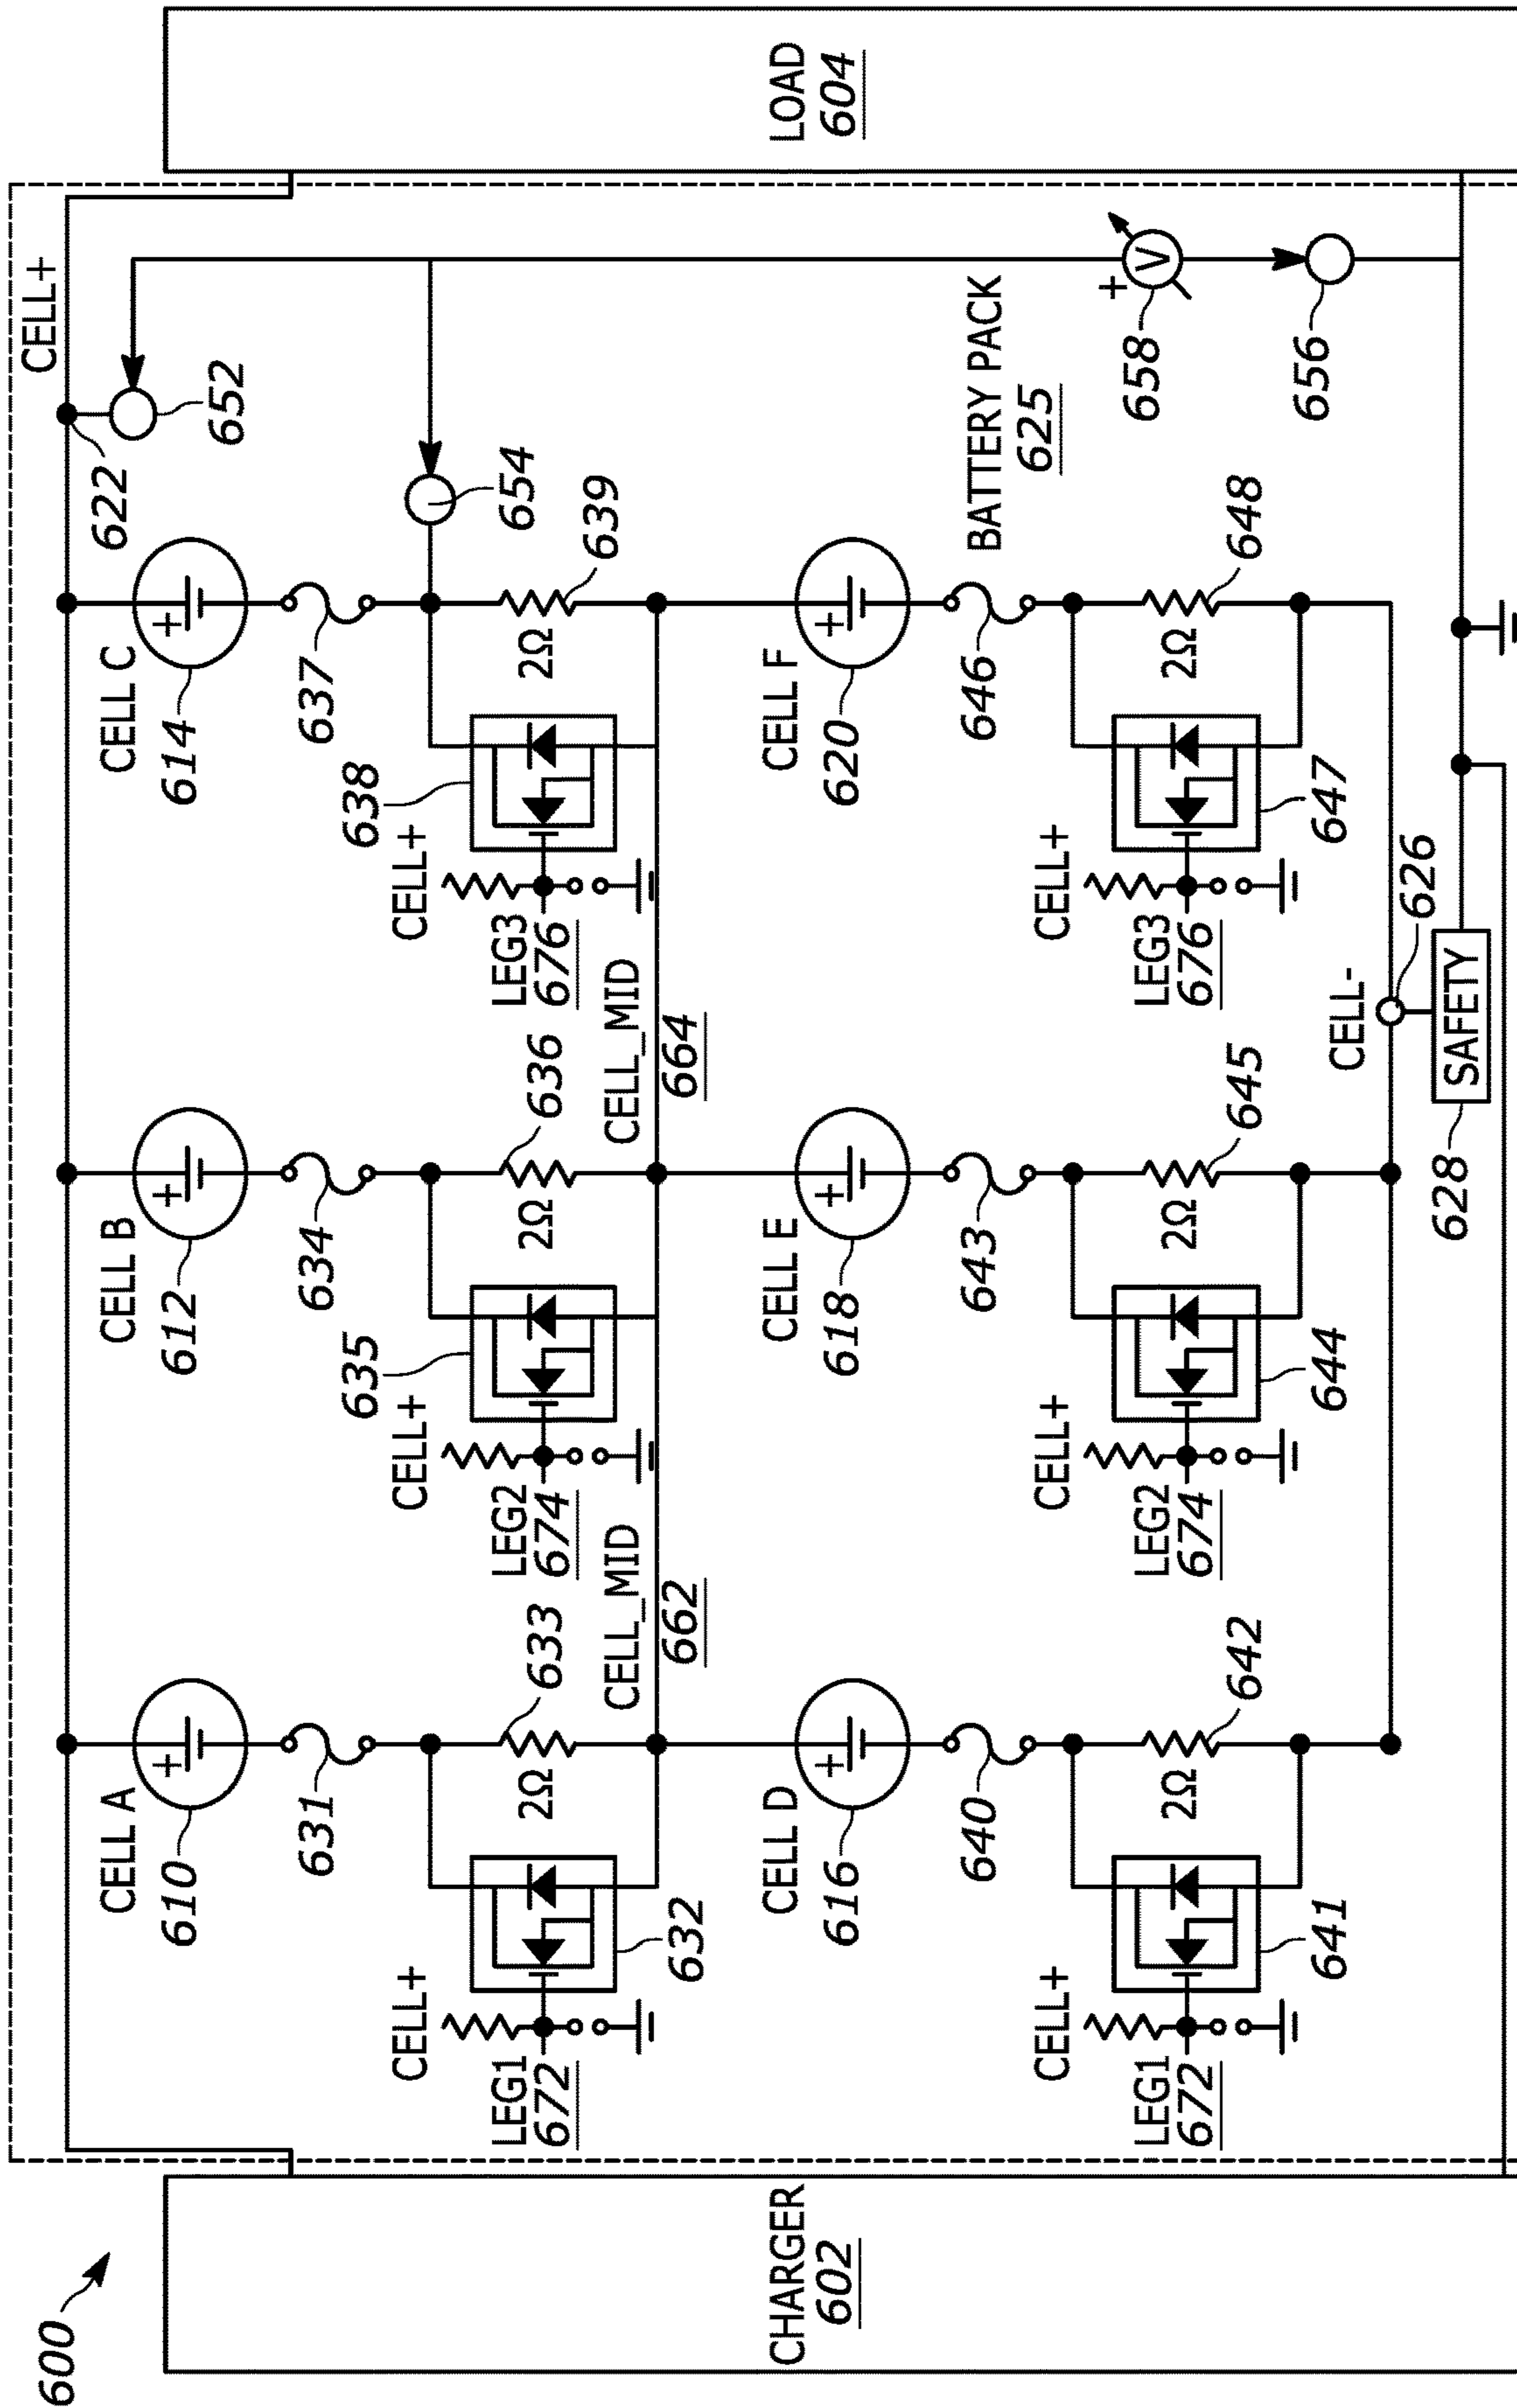 600
CHARGER
602
CELL+
622
652
LOAD
604
CELL A
610
+
CELL B
612
+
CELL C
614
+
631
634
637
654
CELL+
632
2Ω
633
CELL+
635
2Ω
636
CELL+
638
2Ω
639
LEG1
672
LEG2
674
LEG3
676
CELL_MID
662
CELL_MID
664
CELL D
616
+
CELL E
618
+
CELL F
620
+
640
643
646
BATTERY PACK
625
+
V
658
656
CELL+
641
2Ω
642
CELL+
644
2Ω
645
CELL+
647
2Ω
648
LEG1
672
LEG2
674
LEG3
676
CELL-
626
628
SAFETY